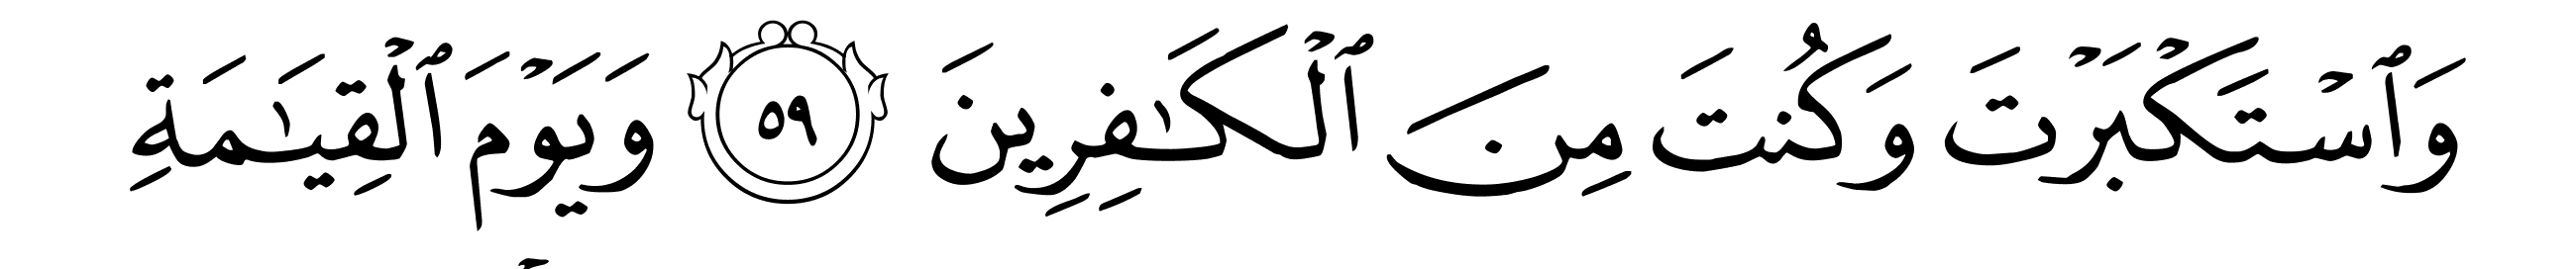 وَٱسْتَكْبَرْتَ وَكُنتَ مِنَ ٱلْكَـٰفِرِينَ ٥٩ وَيَوْمَ ٱلْقِيَـٰمَةِ